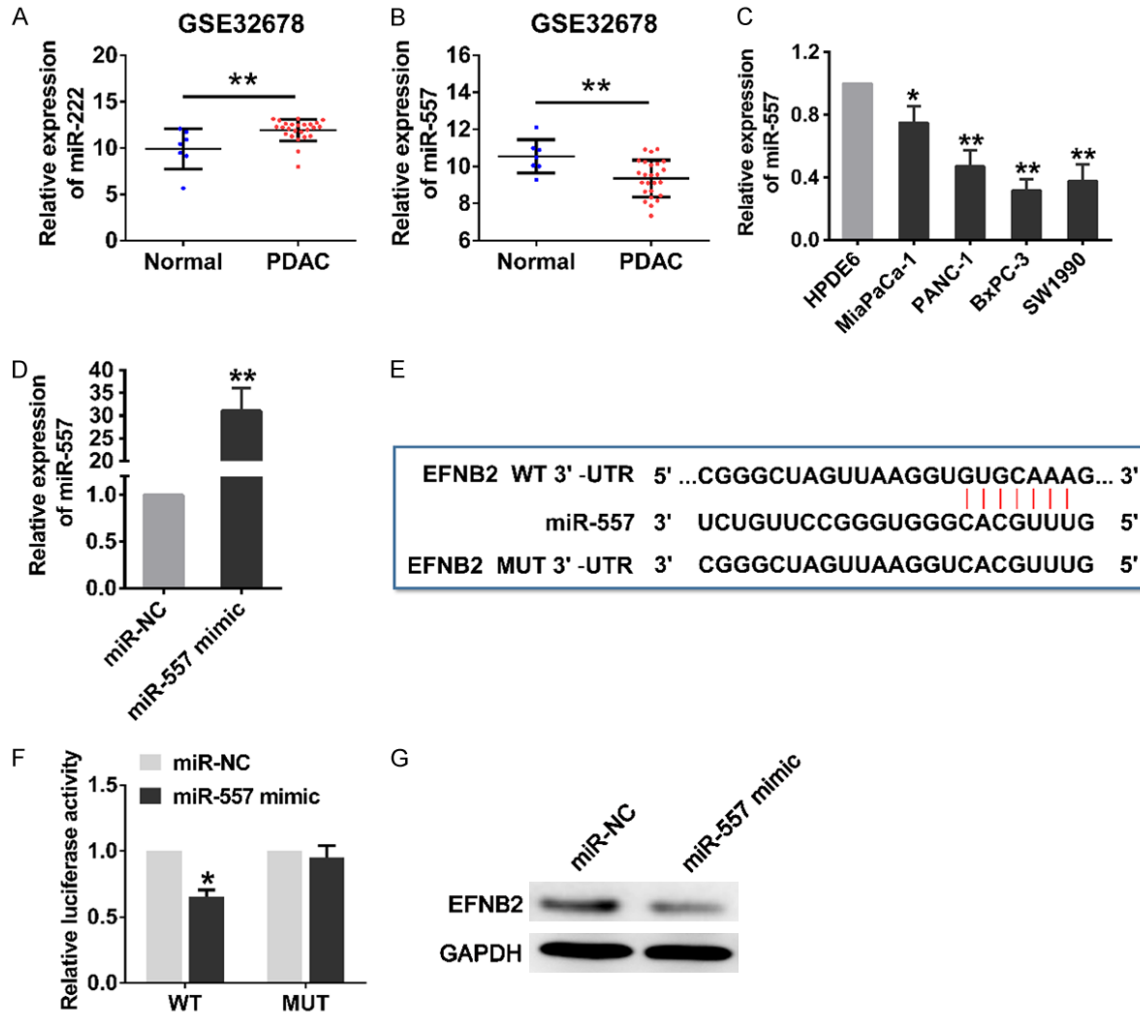 A
GSE32678
Relative expression
of miR-222
20
15
10
5
0
**
Normal
PDAC
B
GSE32678
Relative expression
of miR-557
16
14
12
10
8
6
**
Normal
PDAC
C
Relative expression
of miR-557
1.2
0.8
0.4
0.0
*
**
**
**
HPDE6
MiaPaCa-1
PANC-1
BxPC-3
SW1990
D
Relative expression
of miR-557
40
35
30
25
20
1.0
0.5
0.0
**
miR-NC
miR-557 mimic
E
EFNB2 WT 3' -UTR 5' ...CGGGCUAGUUAAGGUGUGCAAAG... 3'
miR-557 3' UCUGUUCCGGGUGGGCACGUUUG 5'
EFNB2 MUT 3' -UTR 3' CGGGCUAGUUAAGGUCACGUUUG 5'
F
Relative luciferase activity
miR-NC
miR-557 mimic
1.5
1.0
0.5
0.0
*
WT
MUT
G
miR-NC
miR-557 mimic
EFNB2
GAPDH